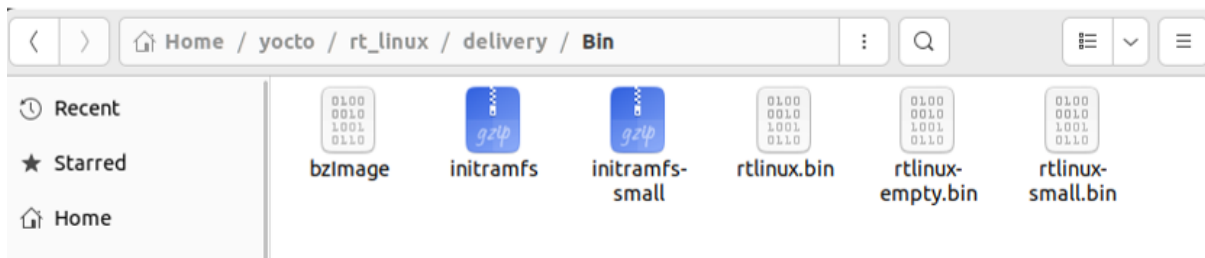 Home / yocto / rt_linux / delivery / Bin
Recent
Starred
Home
0100
0010
1001
0110
bzImage
gzip
initramfs
gzip
initramfs-
small
0100
0010
1001
0110
rtlinux.bin
0100
0010
1001
0110
rtlinux-
empty.bin
0100
0010
1001
0110
rtlinux-
small.bin